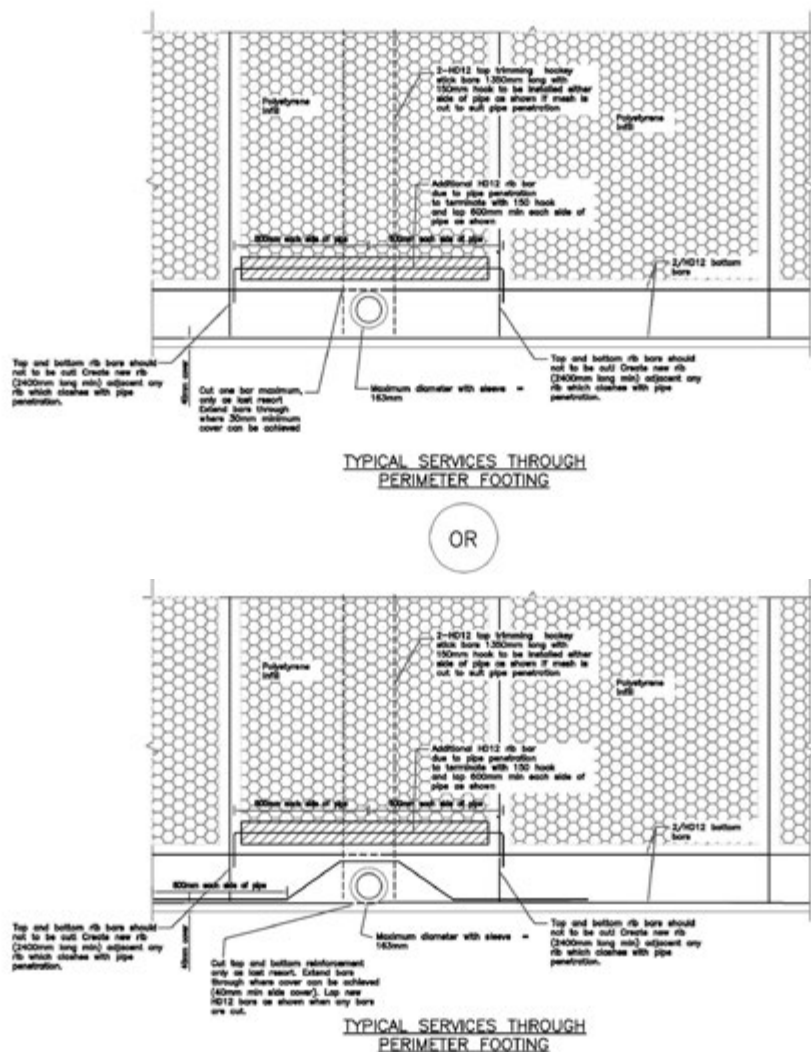 2-HD12 top trimming hockey
stick bars 1350mm long with
150mm hook to be installed either
side of pipe as shown if mesh is
cut to suit pipe penetration
Polystyrene
Infill
Polystyrene
Infill
Additional HD12 rib bar
due to pipe penetration
to terminate with 150 hook
and lap 600mm min each side of
pipe as shown
600mm each side of pipe
600mm each side of pipe
2/HD12 bottom
bars
Top and bottom rib bars should
not to be cut! Create new rib
(2400mm long min) adjacent any
rib which clashes with pipe
penetration.
cover
Cut one bar maximum,
only as last resort
Extend bars through
where 30mm minimum
cover can be achieved
Maximum diameter with sleeve =
163mm
Top and bottom rib bars should
not to be cut! Create new rib
(2400mm long min) adjacent any
rib which clashes with pipe
penetration.
TYPICAL SERVICES THROUGH
PERIMETER FOOTING
OR
2-HD12 top trimming hockey
stick bars 1350mm long with
150mm hook to be installed either
side of pipe as shown if mesh is
cut to suit pipe penetration
Polystyrene
Infill
Polystyrene
Infill
Additional HD12 rib bar
due to pipe penetration
to terminate with 150 hook
and lap 600mm min each side of
pipe as shown
600mm each side of pipe
600mm each side of pipe
2/HD12 bottom
bars
600mm each side of pipe
Top and bottom rib bars should
not to be cut! Create new rib
(2400mm long min) adjacent any
rib which clashes with pipe
penetration.
cover
Maximum diameter with sleeve =
163mm
Top and bottom rib bars should
not to be cut! Create new rib
(2400mm long min) adjacent any
rib which clashes with pipe
penetration.
Cut top and bottom reinforcement
only as last resort. Extend bars
through where cover can be achieved
(40mm min side cover). Lap new
HD12 bars as shown when any bars
are cut.
TYPICAL SERVICES THROUGH
PERIMETER FOOTING